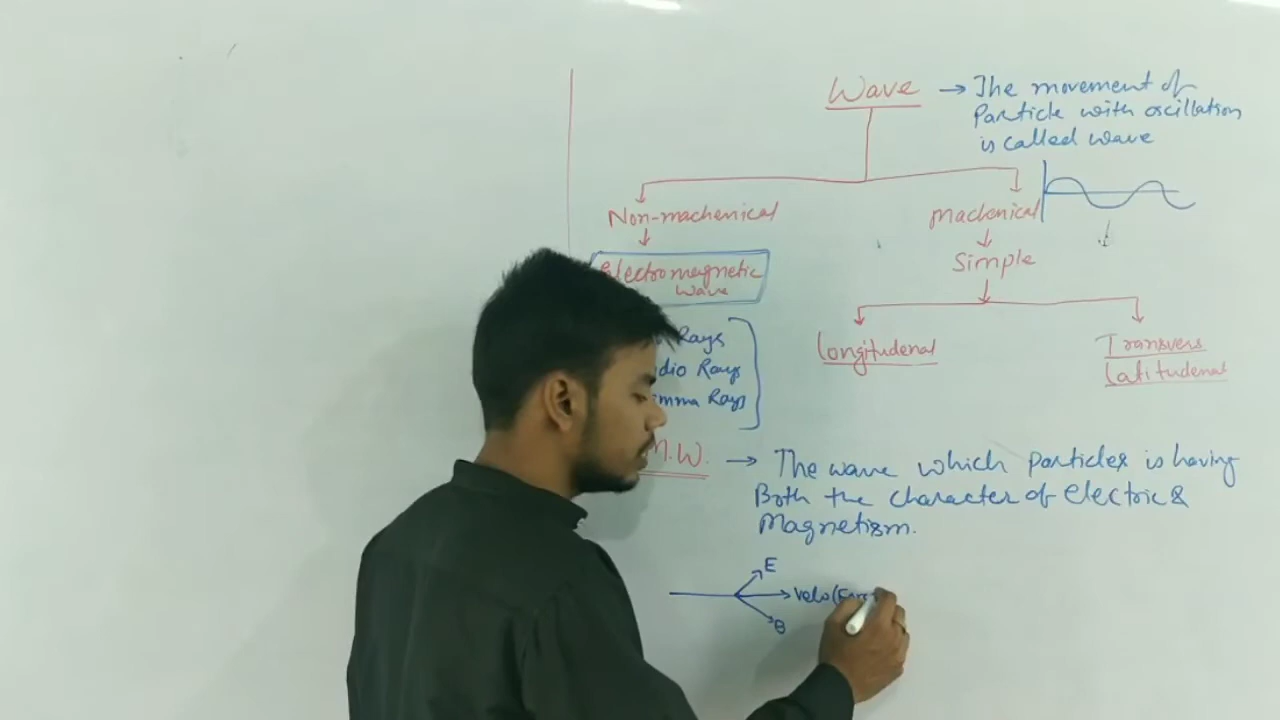 Wave → The movement of
Particle with oscillation
is called wave
Non-machenical
Machenical
Electromagnetic
Wave
Simple
Rays
dio Rays
mma Rays
Longitudenal
Transvers
Latitudenal
M.W. → The wave which particles is having
Both the character of electric &
Magnetism.
E
Velo(Forc
B